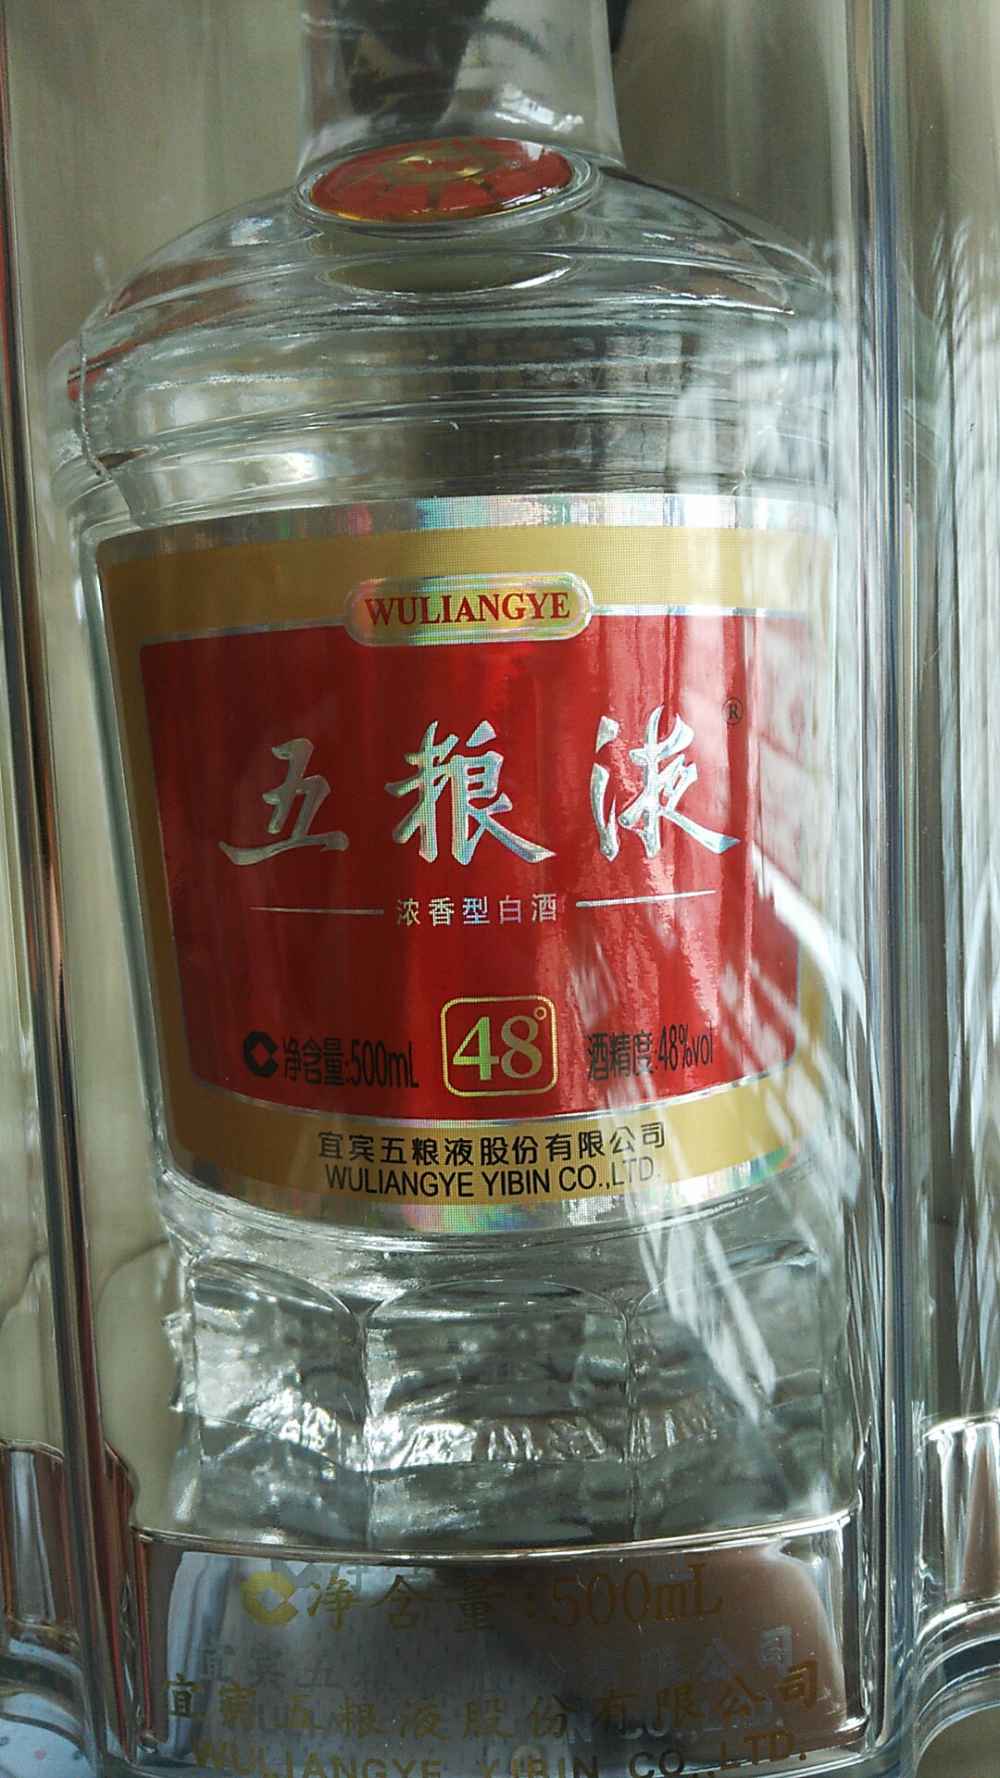 WULIANGYE
五粮液®
浓香型白酒
净含量:500mL 48° 酒精度:48%vol
宜宾五粮液股份有限公司
WULIANGYE YIBIN CO.,LTD.
净含量:500mL
宜宾五粮液股份有限公司
WULIANGYE YIBIN CO.,LTD.